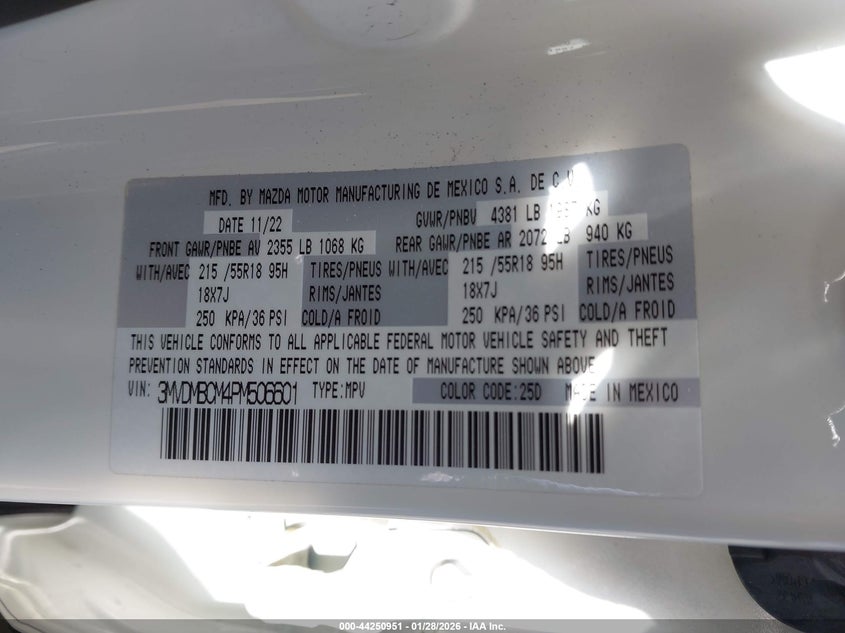 MFD. BY MAZDA MOTOR MANUFACTURING DE MEXICO S.A. DE C.V.
DATE 11/22 GVWR/PNBV 4381 LB KG
FRONT GAWR/PNBE AV 2355 LB 1068 KG REAR GAWR/PNBE AR 2072 LB 940 KG
WITH/AVEC 215 /55R18 95H TIRES/PNEUS WITH/AVEC 215 /55R18 95H TIRES/PNEUS
18X7J RIMS/JANTES 18X7J RIMS/JANTES
250 KPA/36 PSI COLD/A FROID 250 KPA/36 PSI COLD/A FROID
THIS VEHICLE CONFORMS TO ALL APPLICABLE FEDERAL MOTOR VEHICLE SAFETY AND THEFT
PREVENTION STANDARDS IN EFFECT ON THE DATE OF MANUFACTURE SHOWN ABOVE
VIN: 3MVDMBCM4PM506601 TYPE:MPV COLOR CODE:25D MADE IN MEXICO
000-44250951 | 01/28/2026 - IAA Inc.